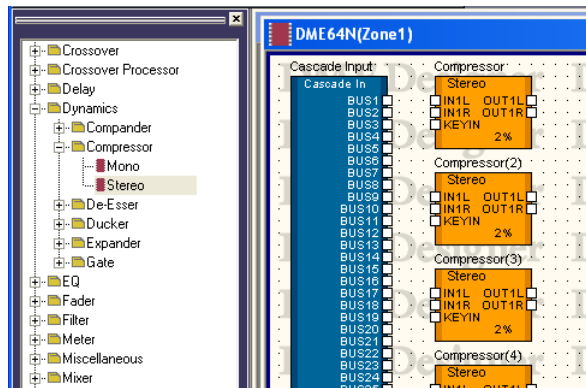 Crossover
Crossover Processor
Delay
Dynamics
Compander
Compressor
Mono
Stereo
De-Esser
Ducker
Expander
Gate
EQ
Fader
Filter
Meter
Miscellaneous
Mixer
DME64N(Zone1)
Cascade Input
Cascade In
BUS1
BUS2
BUS3
BUS4
BUS5
BUS6
BUS7
BUS8
BUS9
BUS10
BUS11
BUS12
BUS13
BUS14
BUS15
BUS16
BUS17
BUS18
BUS19
BUS20
BUS21
BUS22
BUS23
BUS24
Compressor
Stereo
IN1L OUT1L
IN1R OUT1R
KEYIN
2%
Compressor(2)
Stereo
IN1L OUT1L
IN1R OUT1R
KEYIN
2%
Compressor(3)
Stereo
IN1L OUT1L
IN1R OUT1R
KEYIN
2%
Compressor(4)
Stereo
Designer